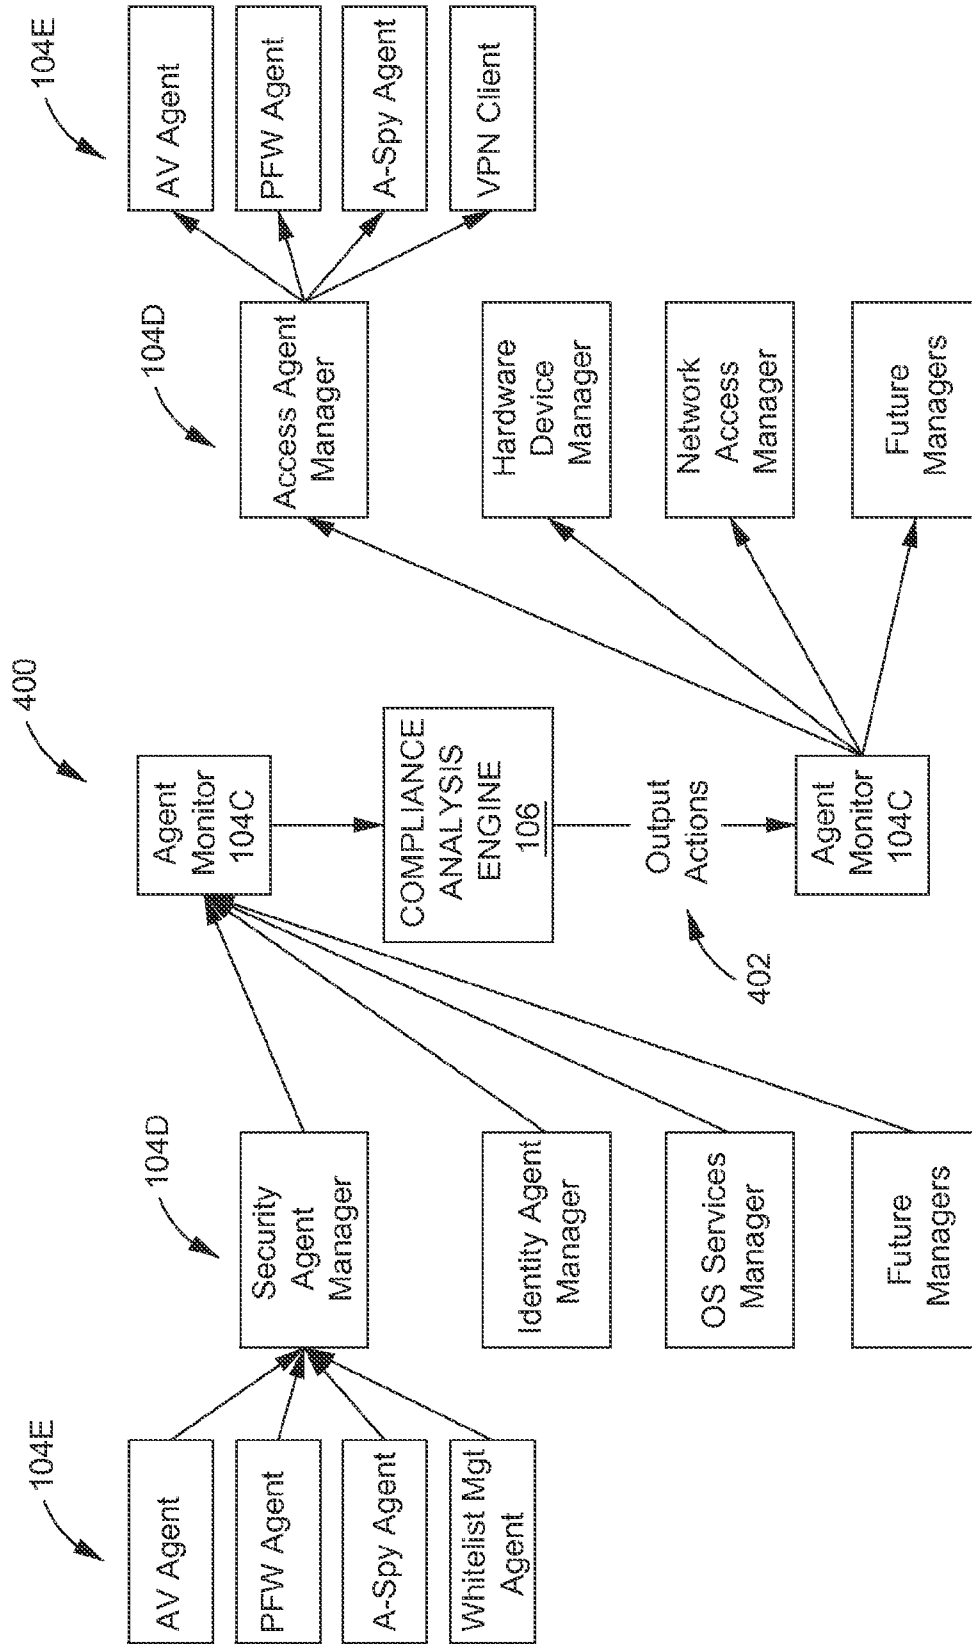 104E
AV Agent
PFW Agent
A-Spy Agent
Whitelist Mgt
Agent
104D
Security
Agent
Manager
Identity Agent
Manager
OS Services
Manager
Future
Managers
400
Agent
Monitor
104C
COMPLIANCE
ANALYSIS
ENGINE
106
Output
Actions
402
Agent
Monitor
104C
104D
Access Agent
Manager
Hardware
Device
Manager
Network
Access
Manager
Future
Managers
104E
AV Agent
PFW Agent
A-Spy Agent
VPN Client